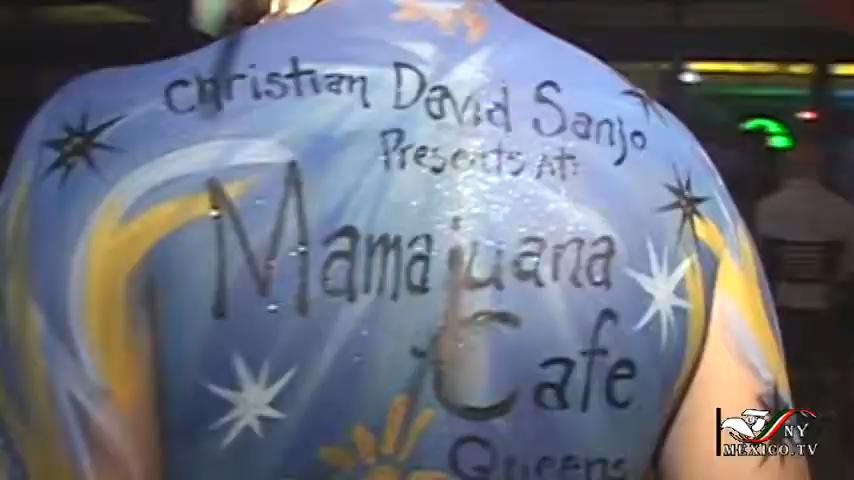 Christian David Sanjo
Presents At:
Mamajuana
Cafe
Queens
NY
MEXICO.TV